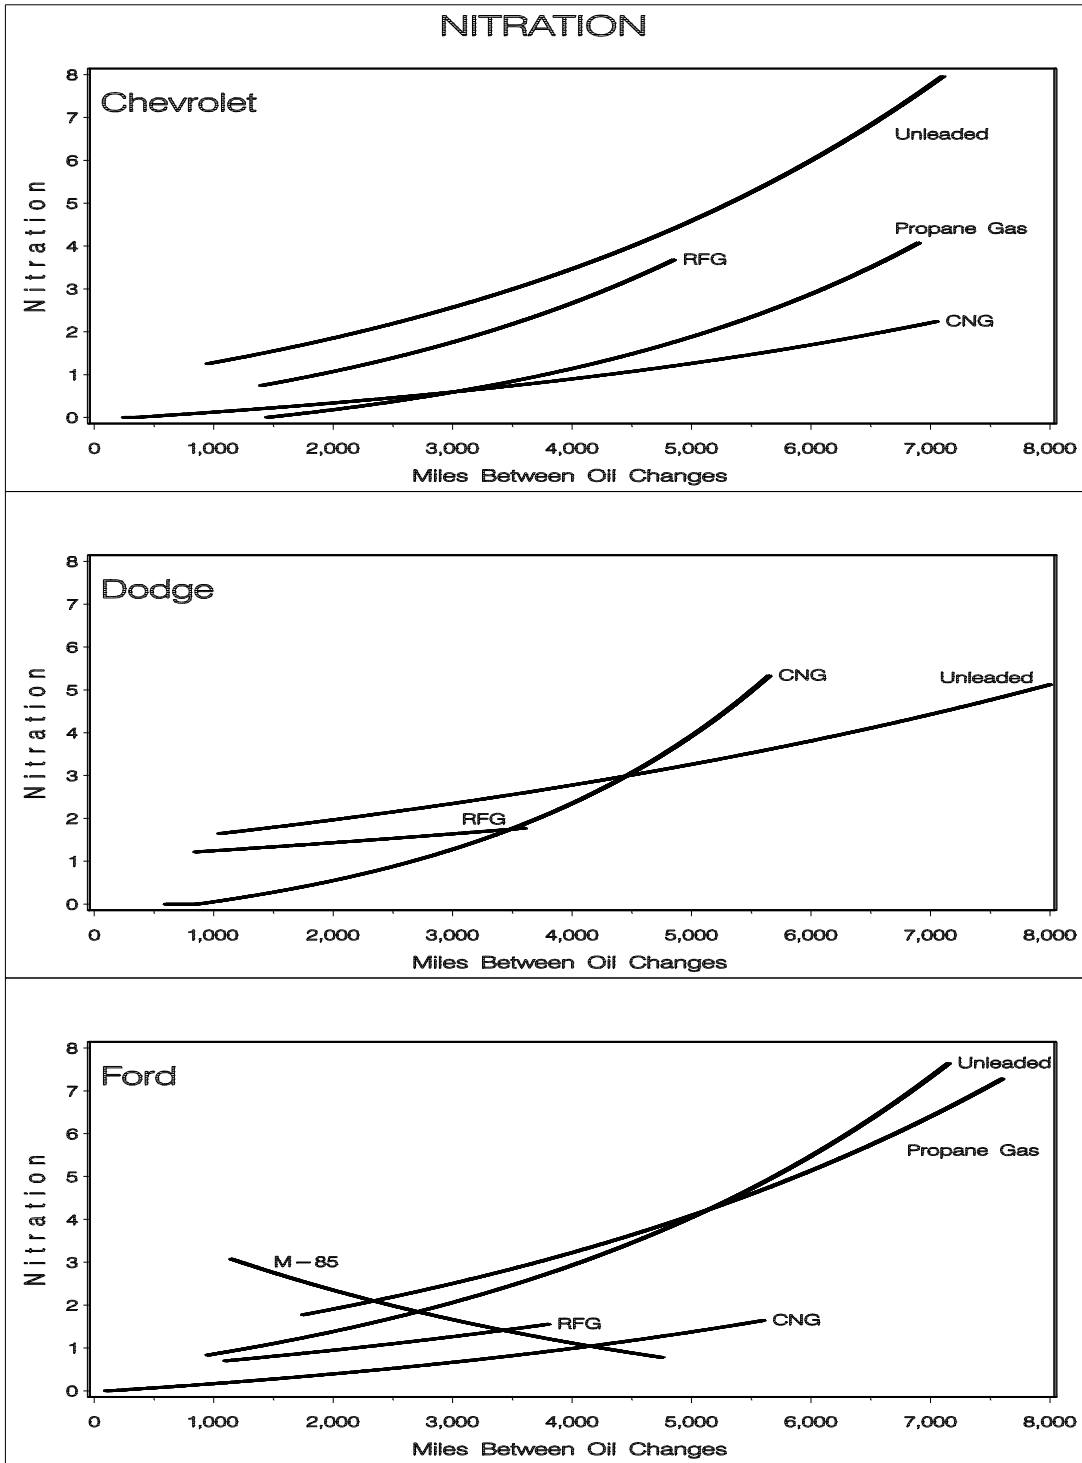 NITRATION
Chevrolet
Nitration
8
7
6
5
4
3
2
1
0
Unleaded
Propane Gas
RFG
CNG
0 1,000 2,000 3,000 4,000 5,000 6,000 7,000 8,000
Miles Between Oil Changes
Dodge
Nitration
8
7
6
5
4
3
2
1
0
CNG
Unleaded
RFG
0 1,000 2,000 3,000 4,000 5,000 6,000 7,000 8,000
Miles Between Oil Changes
Ford
Nitration
8
7
6
5
4
3
2
1
0
Unleaded
Propane Gas
M-85
RFG
CNG
0 1,000 2,000 3,000 4,000 5,000 6,000 7,000 8,000
Miles Between Oil Changes